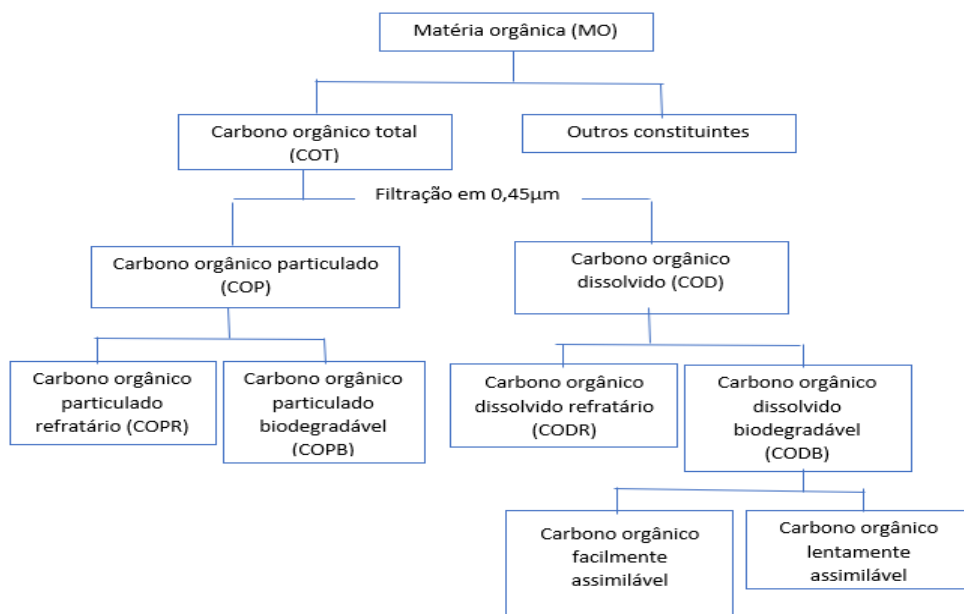 Matéria orgânica (MO)
Carbono orgânico total
(COT)
Outros constituintes
Filtração em 0,45µm
Carbono orgânico particulado
(COP)
Carbono orgânico
dissolvido (COD)
Carbono orgânico
particulado
refratário (COPR)
Carbono orgânico
particulado
biodegradável
(COPB)
Carbono orgânico
dissolvido refratário
(CODR)
Carbono orgânico
dissolvido
biodegradável
(CODB)
Carbono orgânico
facilmente
assimilável
Carbono orgânico
lentamente
assimilável